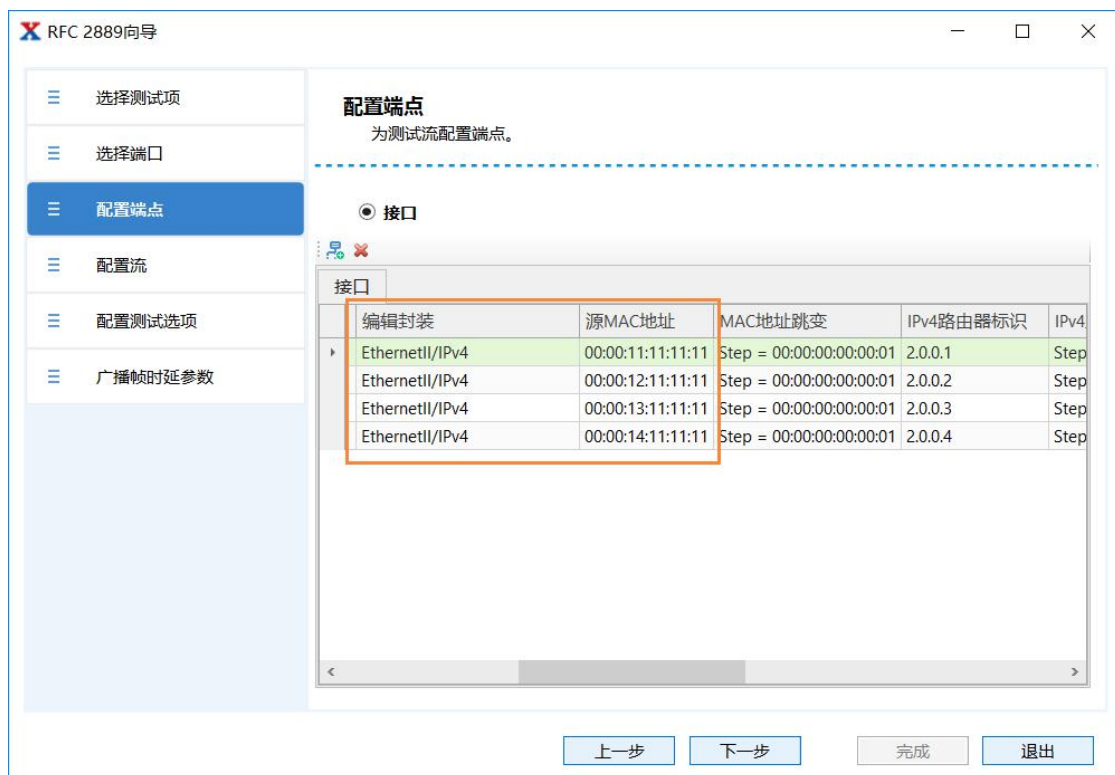 RFC 2889向导
选择测试项
选择端口
配置端点
配置流
配置测试选项
广播帧时延参数
配置端点
为测试流配置端点。
接口
接口
编辑封装 源MAC地址 MAC地址跳变 IPv4路由器标识 IPv4
EthernetII/IPv4 00:00:11:11:11:11 Step = 00:00:00:00:00:01 2.0.0.1 Step
EthernetII/IPv4 00:00:12:11:11:11 Step = 00:00:00:00:00:01 2.0.0.2 Step
EthernetII/IPv4 00:00:13:11:11:11 Step = 00:00:00:00:00:01 2.0.0.3 Step
EthernetII/IPv4 00:00:14:11:11:11 Step = 00:00:00:00:00:01 2.0.0.4 Step
上一步 下一步 完成 退出